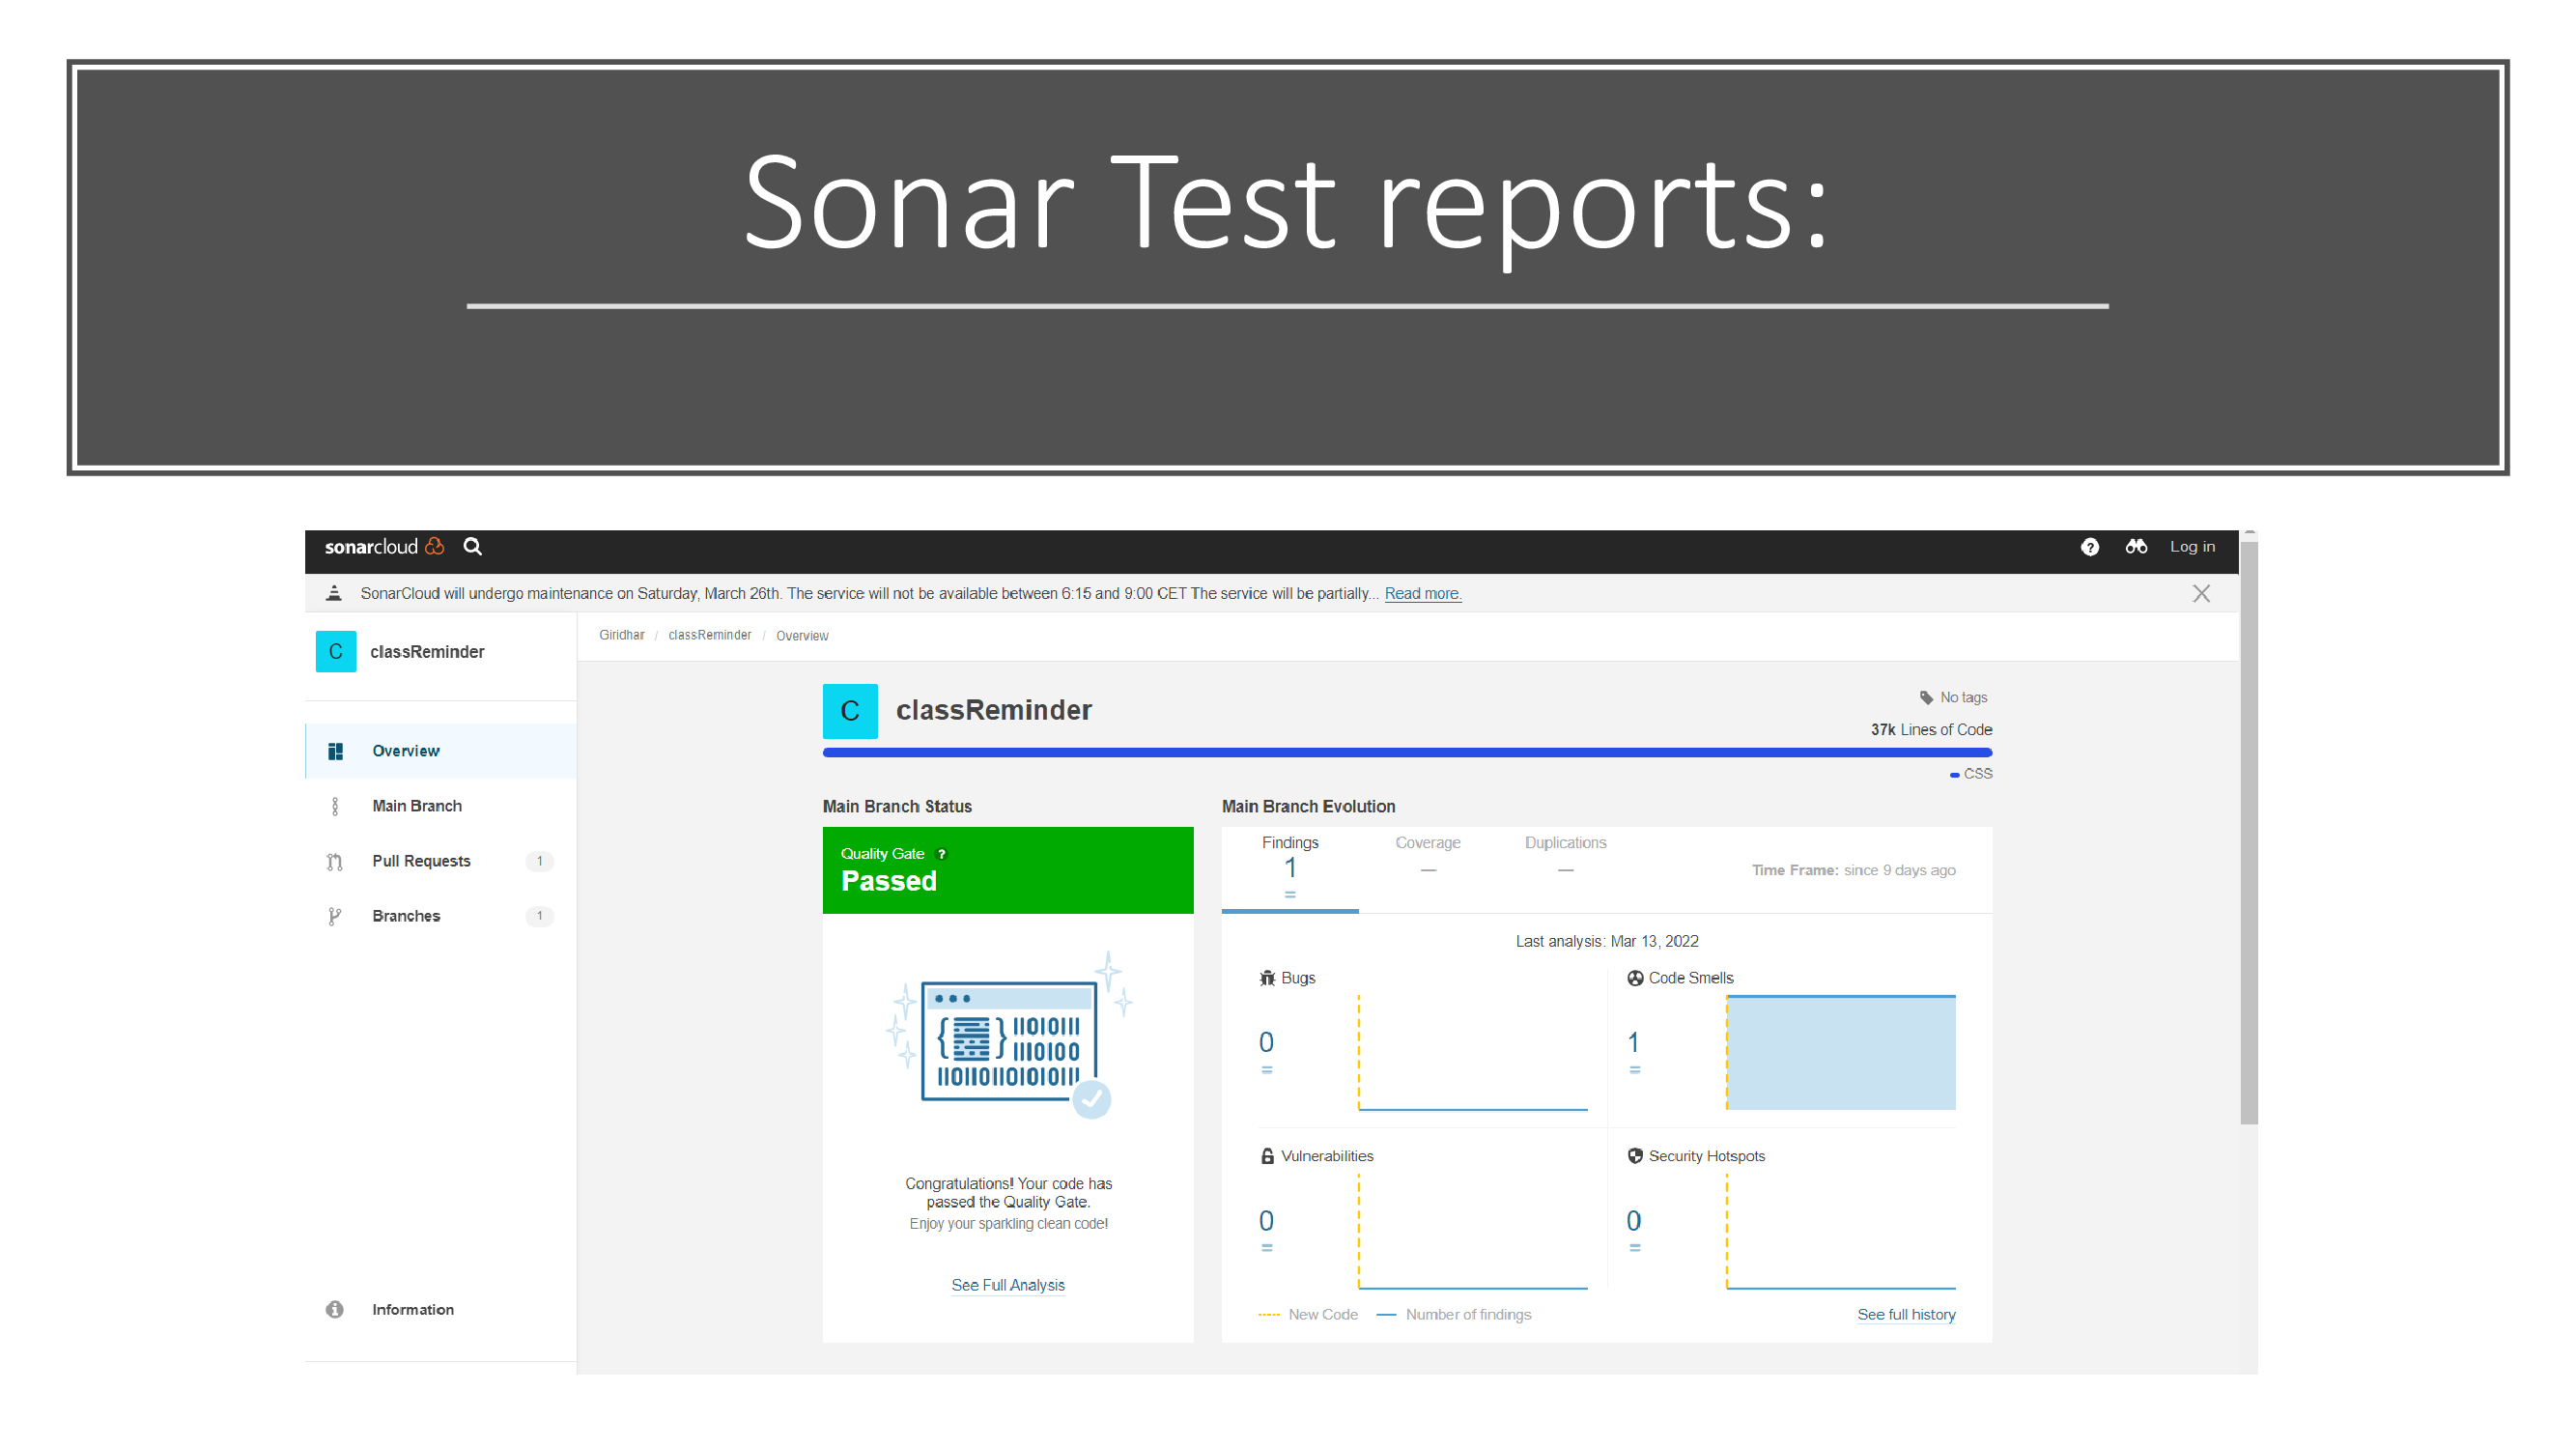 Sonar Test reports:
sonarcloud
Log in
SonarCloud will undergo maintenance on Saturday, March 26th. The service will not be available between 6:15 and 9:00 CET The service will be partially... Read more.
C classReminder
Giridhar / classReminder / Overview
Overview
Main Branch
Pull Requests 1
Branches 1
Information
C classReminder
No tags
37k Lines of Code
CSS
Main Branch Status
Quality Gate ?
Passed
{ } 11010111
1110100
1101101101010111
Congratulations! Your code has
passed the Quality Gate.
Enjoy your sparkling clean code!
See Full Analysis
Main Branch Evolution
Findings Coverage Duplications
1 — —
=
Time Frame: since 9 days ago
Last analysis: Mar 13, 2022
Bugs
0
=
Code Smells
1
=
Vulnerabilities
0
=
Security Hotspots
0
=
New Code Number of findings
See full history